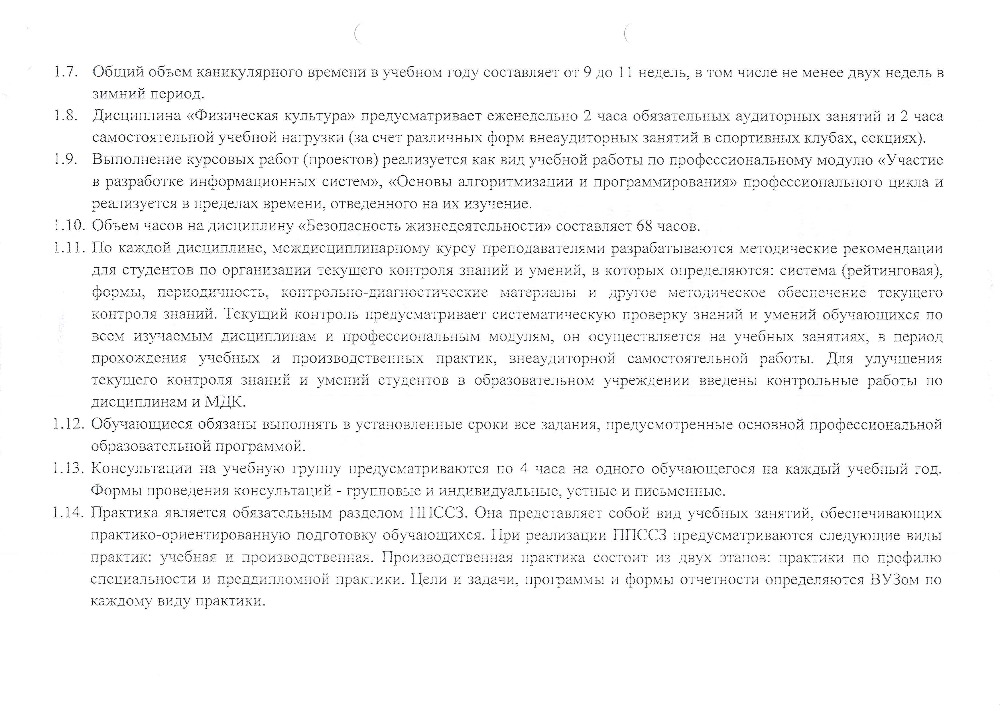 1.7. Общий объем каникулярного времени в учебном году составляет от 9 до 11 недель, в том числе не менее двух недель в
зимний период.
1.8. Дисциплина «Физическая культура» предусматривает еженедельно 2 часа обязательных аудиторных занятий и 2 часа
самостоятельной учебной нагрузки (за счет различных форм внеаудиторных занятий в спортивных клубах, секциях).
1.9. Выполнение курсовых работ (проектов) реализуется как вид учебной работы по профессиональному модулю «Участие
в разработке информационных систем», «Основы алгоритмизации и программирования» профессионального цикла и
реализуется в пределах времени, отведенного на их изучение.
1.10. Объем часов на дисциплину «Безопасность жизнедеятельности» составляет 68 часов.
1.11. По каждой дисциплине, междисциплинарному курсу преподавателями разрабатываются методические рекомендации
для студентов по организации текущего контроля знаний и умений, в которых определяются: система (рейтинговая),
формы, периодичность, контрольно-диагностические материалы и другое методическое обеспечение текущего
контроля знаний. Текущий контроль предусматривает систематическую проверку знаний и умений обучающихся по
всем изучаемым дисциплинам и профессиональным модулям, он осуществляется на учебных занятиях, в период
прохождения учебных и производственных практик, внеаудиторной самостоятельной работы. Для улучшения
текущего контроля знаний и умений студентов в образовательном учреждении введены контрольные работы по
дисциплинам и МДК.
1.12. Обучающиеся обязаны выполнять в установленные сроки все задания, предусмотренные основной профессиональной
образовательной программой.
1.13. Консультации на учебную группу предусматриваются по 4 часа на одного обучающегося на каждый учебный год.
Формы проведения консультаций - групповые и индивидуальные, устные и письменные.
1.14. Практика является обязательным разделом ППССЗ. Она представляет собой вид учебных занятий, обеспечивающих
практико-ориентированную подготовку обучающихся. При реализации ППССЗ предусматриваются следующие виды
практик: учебная и производственная. Производственная практика состоит из двух этапов: практики по профилю
специальности и преддипломной практики. Цели и задачи, программы и формы отчетности определяются ВУЗом по
каждому виду практики.